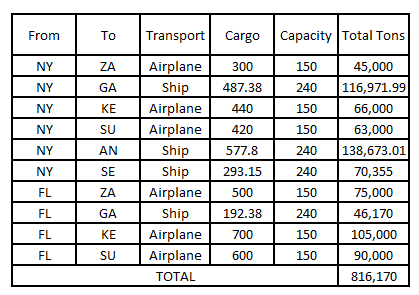 From To Transport Cargo Capacity Total Tons
NY ZA Airplane 300 150 45,000
NY GA Ship 487.38 240 116,971.99
NY KE Airplane 440 150 66,000
NY SU Airplane 420 150 63,000
NY AN Ship 577.8 240 138,673.01
NY SE Ship 293.15 240 70,355
FL ZA Airplane 500 150 75,000
FL GA Ship 192.38 240 46,170
FL KE Airplane 700 150 105,000
FL SU Airplane 600 150 90,000
TOTAL 816,170